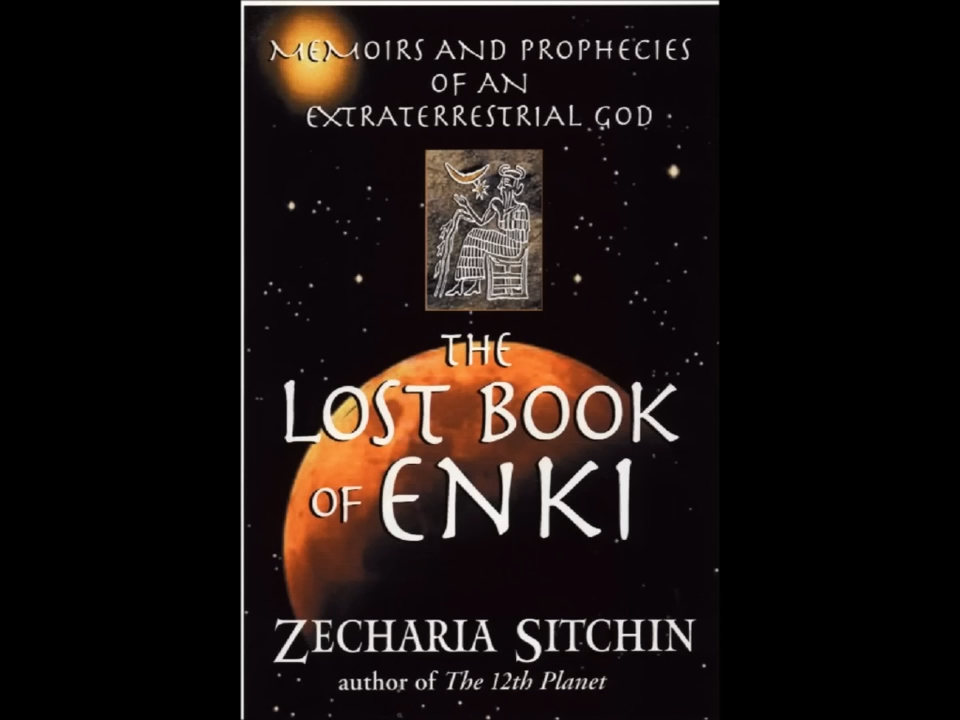 MEMOIRS AND PROPHECIES
OF AN
EXTRATERRESTRIAL GOD
THE
LOST BOOK
OF ENKI
ZECHARIA SITCHIN
author of The 12th Planet